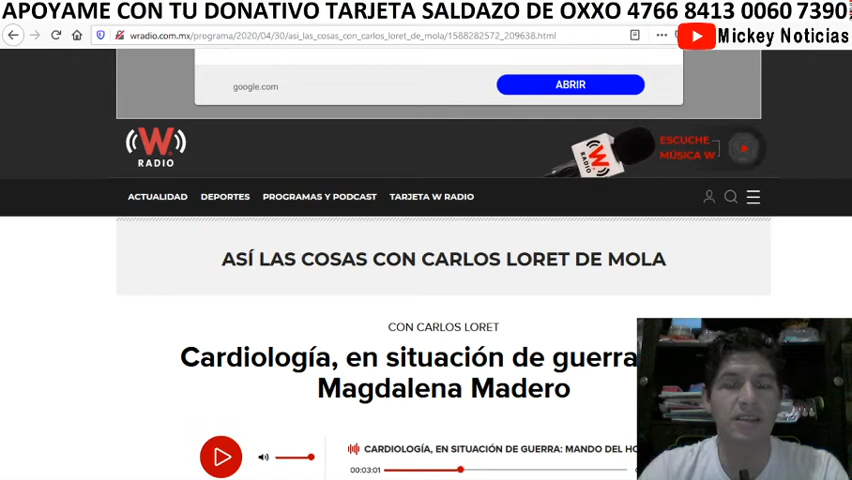 APOYAME CON TU DONATIVO TARJETA SALDAZO DE OXXO 4766 8413 0060 7390
wradio.com.mx/programa/2020/04/30/asi_las_cosas_con_carlos_loret_de_mola/1588282572_209638.html
Mickey Noticias
google.com
ABRIR
W
RADIO
W
RADIO
ESCUCHE
MÚSICA W
ACTUALIDAD DEPORTES PROGRAMAS Y PODCAST TARJETA W RADIO
ASÍ LAS COSAS CON CARLOS LORET DE MOLA
CON CARLOS LORET
Cardiología, en situación de guerra
Magdalena Madero
CARDIOLOGÍA, EN SITUACIÓN DE GUERRA: MANDO DEL
00:03:01